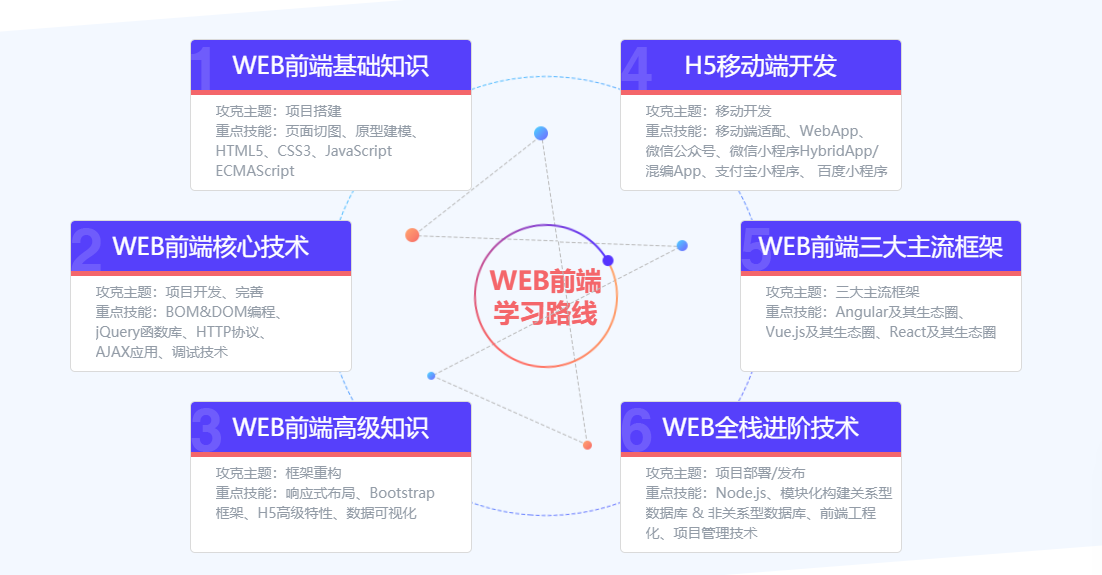 1
WEB前端基础知识
攻克主题：项目搭建
重点技能：页面切图、原型建模、
HTML5、CSS3、JavaScript
ECMAScript
2
WEB前端核心技术
攻克主题：项目开发、完善
重点技能：BOM&DOM编程、
jQuery函数库、HTTP协议、
AJAX应用、调试技术
3
WEB前端高级知识
攻克主题：框架重构
重点技能：响应式布局、Bootstrap
框架、H5高级特性、数据可视化
WEB前端
学习路线
4
H5移动端开发
攻克主题：移动开发
重点技能：移动端适配、WebApp、
微信公众号、微信小程序HybridApp/
混编App、支付宝小程序、 百度小程序
5
WEB前端三大主流框架
攻克主题：三大主流框架
重点技能：Angular及其生态圈、
Vue.js及其生态圈、React及其生态圈
6
WEB全栈进阶技术
攻克主题：项目部署/发布
重点技能：Node.js、模块化构建关系型
数据库 & 非关系型数据库、前端工程
化、项目管理技术